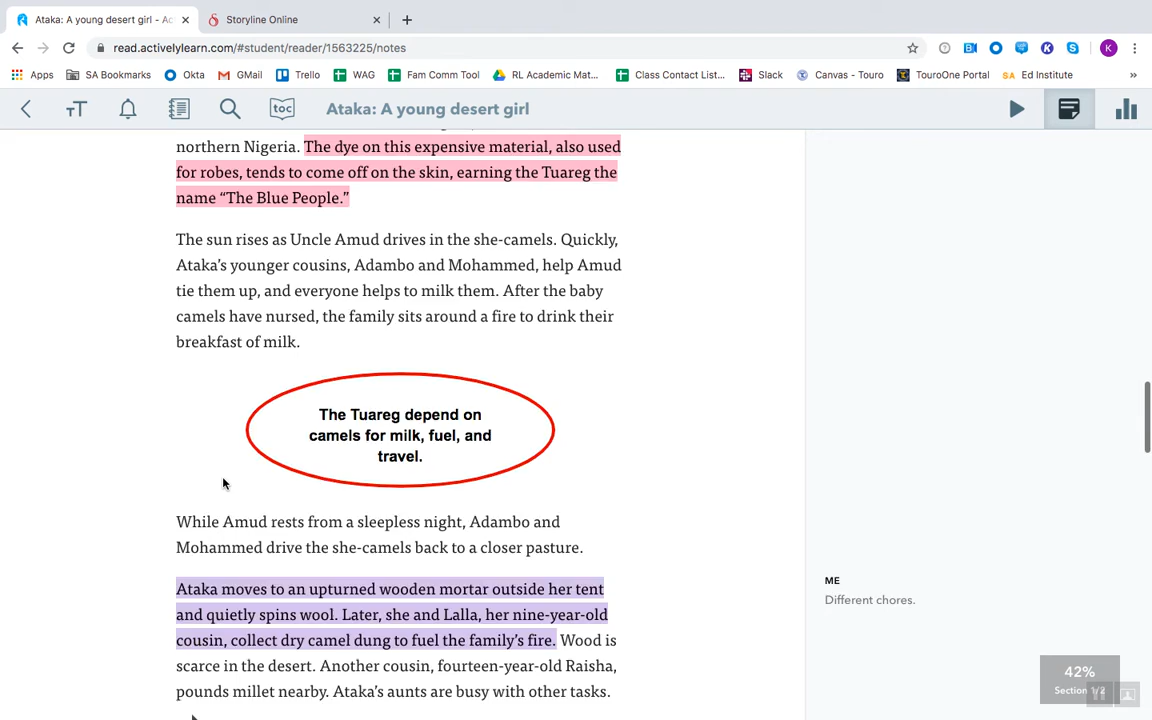 Ataka: A young desert girl - Ac
Storyline Online
read.activelylearn.com/#student/reader/1563225/notes
Apps
SA Bookmarks
Okta
GMail
Trello
WAG
Fam Comm Tool
RL Academic Mat...
Class Contact List...
Slack
Canvas - Touro
TouroOne Portal
SA Ed Institute
»
TT
toc
Ataka: A young desert girl
northern Nigeria. The dye on this expensive material, also used
for robes, tends to come off on the skin, earning the Tuareg the
name “The Blue People.”
The sun rises as Uncle Amud drives in the she-camels. Quickly,
Ataka’s younger cousins, Adambo and Mohammed, help Amud
tie them up, and everyone helps to milk them. After the baby
camels have nursed, the family sits around a fire to drink their
breakfast of milk.
The Tuareg depend on
camels for milk, fuel, and
travel.
While Amud rests from a sleepless night, Adambo and
Mohammed drive the she-camels back to a closer pasture.
Ataka moves to an upturned wooden mortar outside her tent
and quietly spins wool. Later, she and Lalla, her nine-year-old
cousin, collect dry camel dung to fuel the family’s fire. Wood is
scarce in the desert. Another cousin, fourteen-year-old Raisha,
pounds millet nearby. Ataka’s aunts are busy with other tasks.
ME
Different chores.
42%
Section 1/2